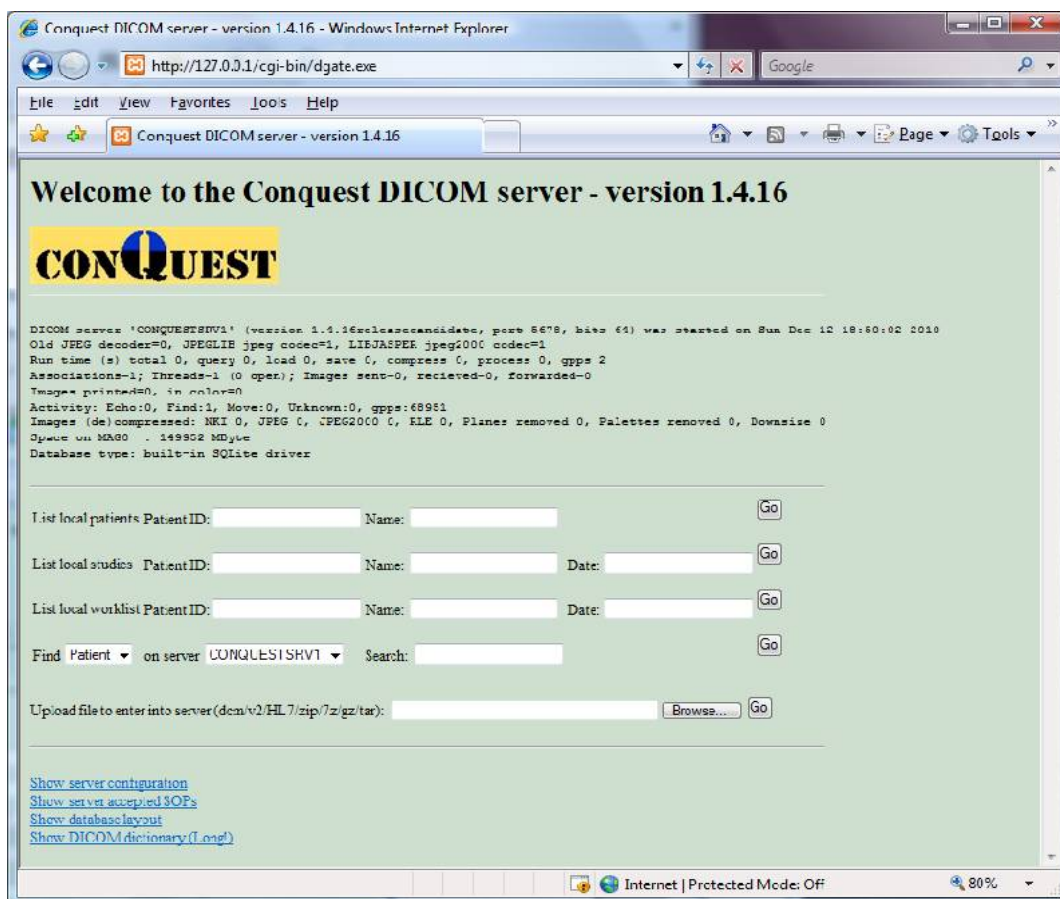 Conquest DICOM server - version 1.4.16 - Windows Internet Explorer
http://127.0.0.1/cgi-bin/dgate.exe
Google
File Edit View Favorites Tools Help
Conquest DICOM server - version 1.4.16
Page Tools
Welcome to the Conquest DICOM server - version 1.4.16
CONQUEST
DICOM server 'CONQUESTSRV1' (version 1.4.16releasecandidate, port 5678, bits 64) was started on Sun Dec 12 18:50:02 2010
Old JPEG decoder=0, JPEGLIB jpeg codec=1, LIBJASPER jpeg2000 codec=1
Run time (s) total 0, query 0, load 0, save 0, compress 0, process 0, gpps 2
Associations=1; Threads=1 (0 open); Images sent=0, recieved=0, forwarded=0
Images printed=0, in color=0
Activity: Echo:0, Find:1, Move:0, Unknown:0, gpps:68951
Images (de)compressed: NKI 0, JPEG 0, JPEG2000 0, RLE 0, Planes removed 0, Palettes removed 0, Downsize 0
Space on MAG0 : 149952 MByte
Database type: built-in SQLite driver
List local patients Patient ID: Name: Go
List local studies Patient ID: Name: Date: Go
List local worklist Patient ID: Name: Date: Go
Find Patient on server CONQUESTSRV1 Search: Go
Upload file to enter into server (dcm/v2/HL7/zip/7z/gz/tar): Browse... Go
Show server configuration
Show server accepted SOPs
Show database layout
Show DICOM dictionary (Long!)
Internet | Protected Mode: Off 80%